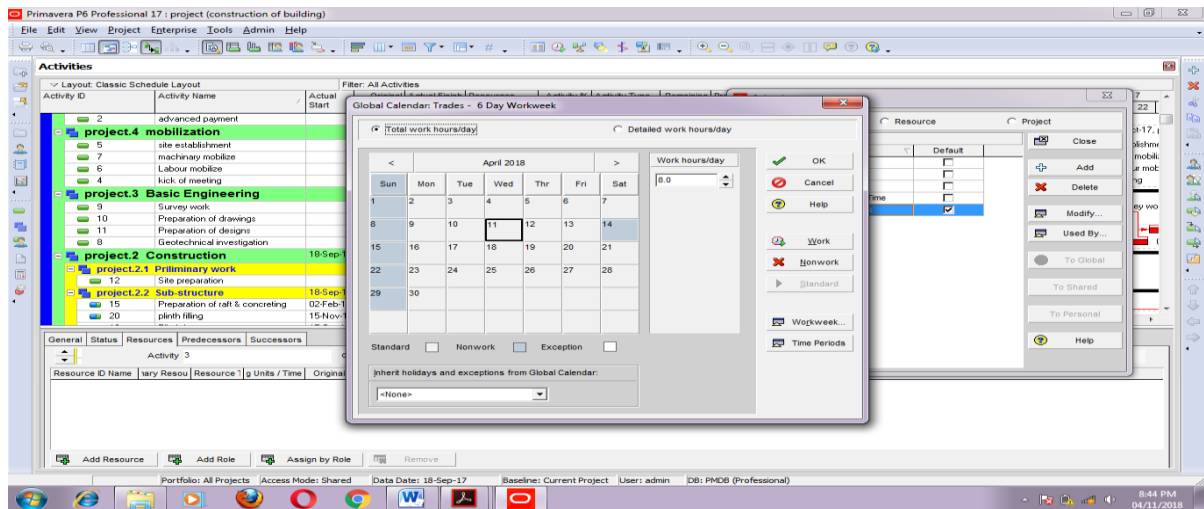 Primavera P6 Professional 17 : project (construction of building)
File Edit View Project Enterprise Tools Admin Help
Activities
Layout: Classic Schedule Layout Filter: All Activities
Activity ID Activity Name Actual Start
2 advanced payment
project.4 mobilization
5 site establishment
7 machinary mobilize
6 Labour mobilize
4 kick of meeting
project.3 Basic Engineering
9 Survey work
10 Preparation of drawings
11 Preparation of designs
8 Geotechnical investigation
project.2 Construction 18-Sep-1
project.2.1 Priliminary work
12 Site preparation
project.2.2 Sub-structure 18-Sep-1
15 Preparation of raft & concreting 02-Feb-1
20 plinth filling 15-Nov-
General Status Resources Predecessors Successors
Activity 3
Resource ID Name nary Resou Resource g Units / Time Original
Add Resource Add Role Assign by Role Remove
Global Calendar: Trades - 6 Day Workweek
Total work hours/day Detailed work hours/day
< April 2018 >
Sun Mon Tue Wed Thr Fri Sat
1 2 3 4 5 6 7
8 9 10 11 12 13 14
15 16 17 18 19 20 21
22 23 24 25 26 27 28
29 30
Standard Nonwork Exception
Inherit holidays and exceptions from Global Calendar:
<None>
Work hours/day
8.0
OK
Cancel
Help
Work
Nonwork
Standard
Workweek...
Time Periods
Resource Project
Default
Time
Close
Add
Delete
Modify...
Used By...
To Global
To Shared
To Personal
Help
22
Portfolio: All Projects Access Mode: Shared Data Date: 18-Sep-17 Baseline: Current Project User: admin DB: PMDB (Professional)
8:44 PM
04/11/2018